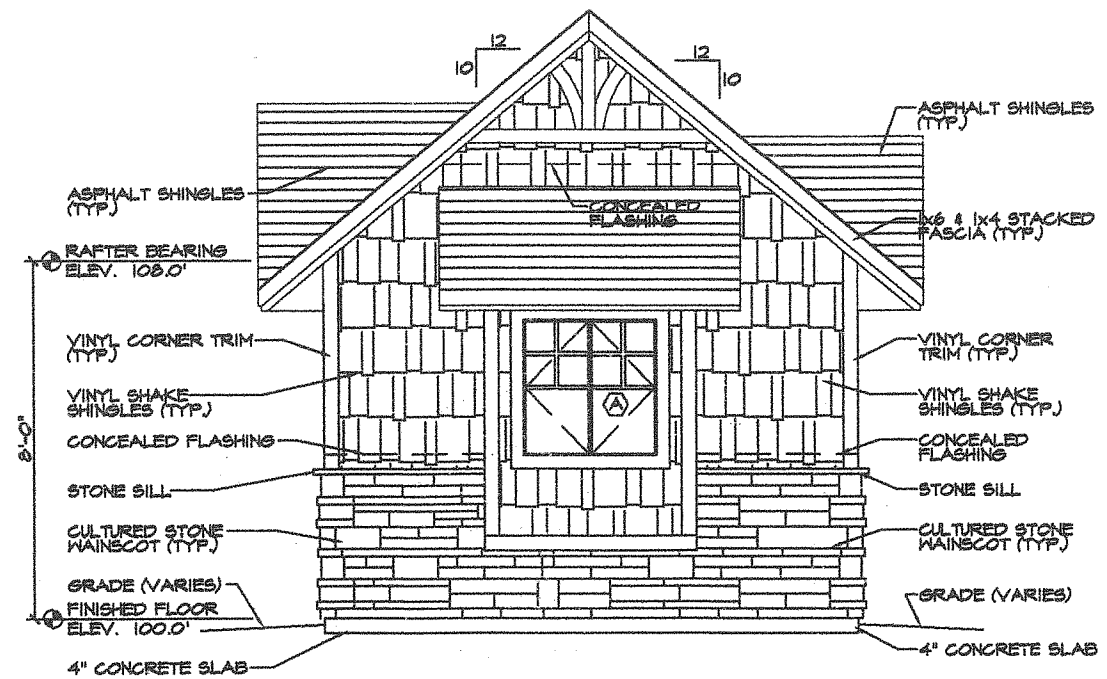 12
10
12
10
ASPHALT SHINGLES
(TYP.)
ASPHALT SHINGLES
(TYP.)
CONCEALED
FLASHING
1x6 & 1x4 STACKED
FASCIA (TYP.)
RAFTER BEARING
ELEV. 108.0'
VINYL CORNER TRIM
(TYP.)
VINYL CORNER
TRIM (TYP.)
VINYL SHAKE
SHINGLES (TYP.)
VINYL SHAKE
SHINGLES (TYP.)
A
8'-0"
CONCEALED FLASHING
CONCEALED
FLASHING
STONE SILL
STONE SILL
CULTURED STONE
WAINSCOT (TYP.)
CULTURED STONE
WAINSCOT (TYP.)
GRADE (VARIES)
GRADE (VARIES)
FINISHED FLOOR
ELEV. 100.0'
4" CONCRETE SLAB
4" CONCRETE SLAB